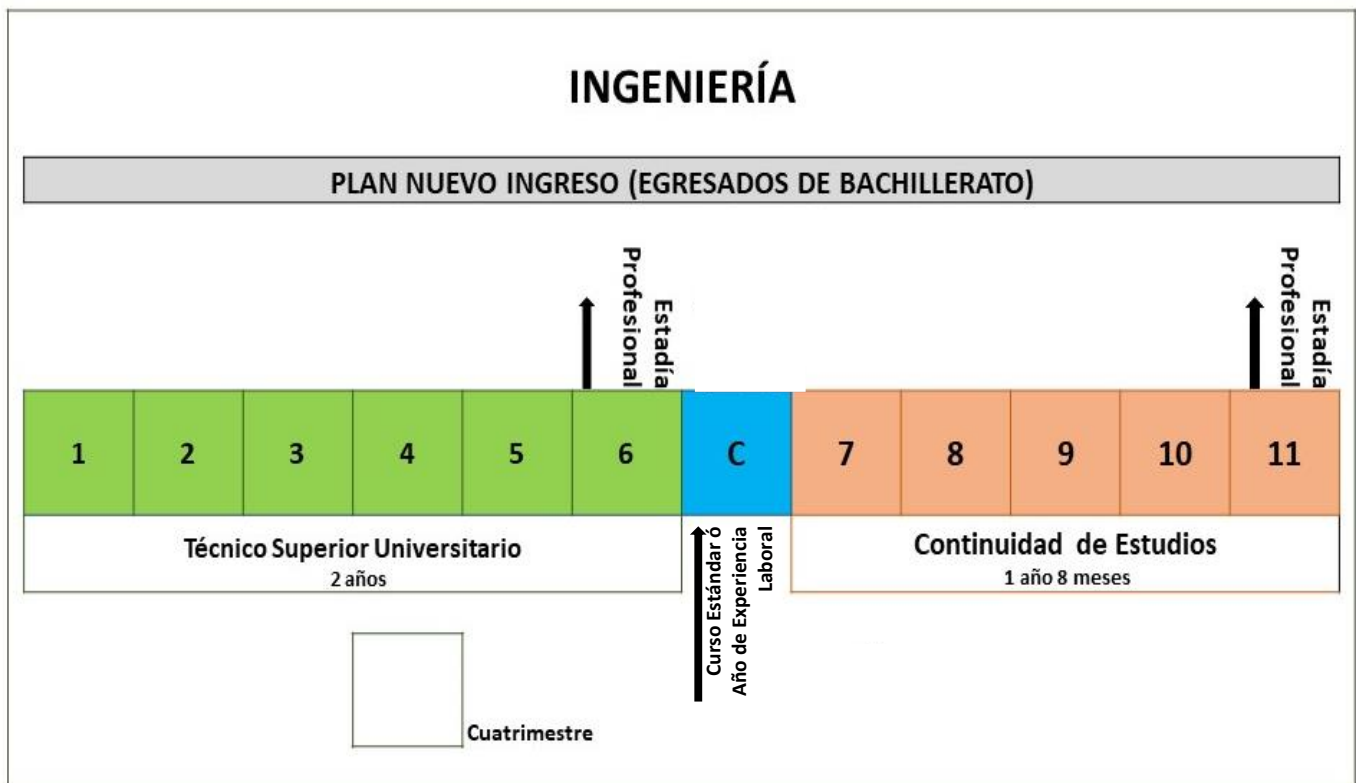 INGENIERÍA
PLAN NUEVO INGRESO (EGRESADOS DE BACHILLERATO)
Estadía
Profesional
Estadía
Profesional
1
2
3
4
5
6
C
7
8
9
10
11
Técnico Superior Universitario
2 años
Curso Estándar ó
Año de Experiencia
Laboral
Continuidad de Estudios
1 año 8 meses
Cuatrimestre